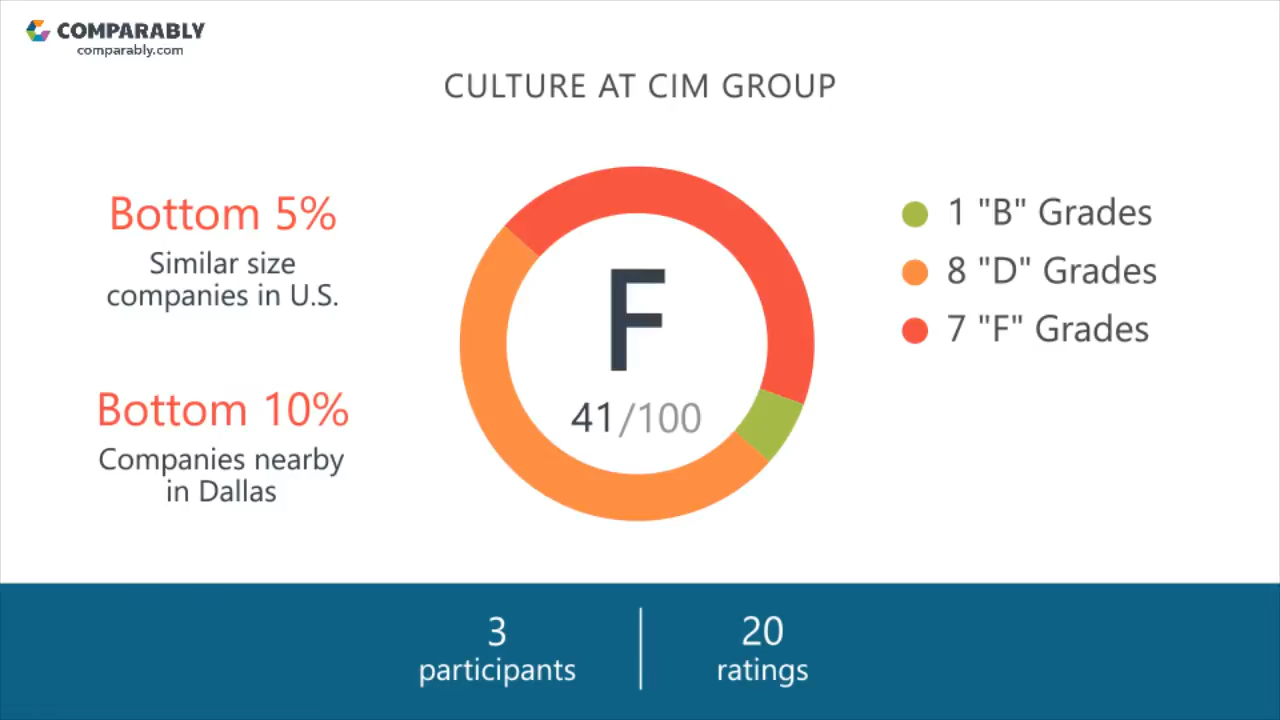 COMPARABLY
comparably.com
CULTURE AT CIM GROUP
Bottom 5%
Similar size
companies in U.S.
Bottom 10%
Companies nearby
in Dallas
F
41/100
1 "B" Grades
8 "D" Grades
7 "F" Grades
3
participants
20
ratings